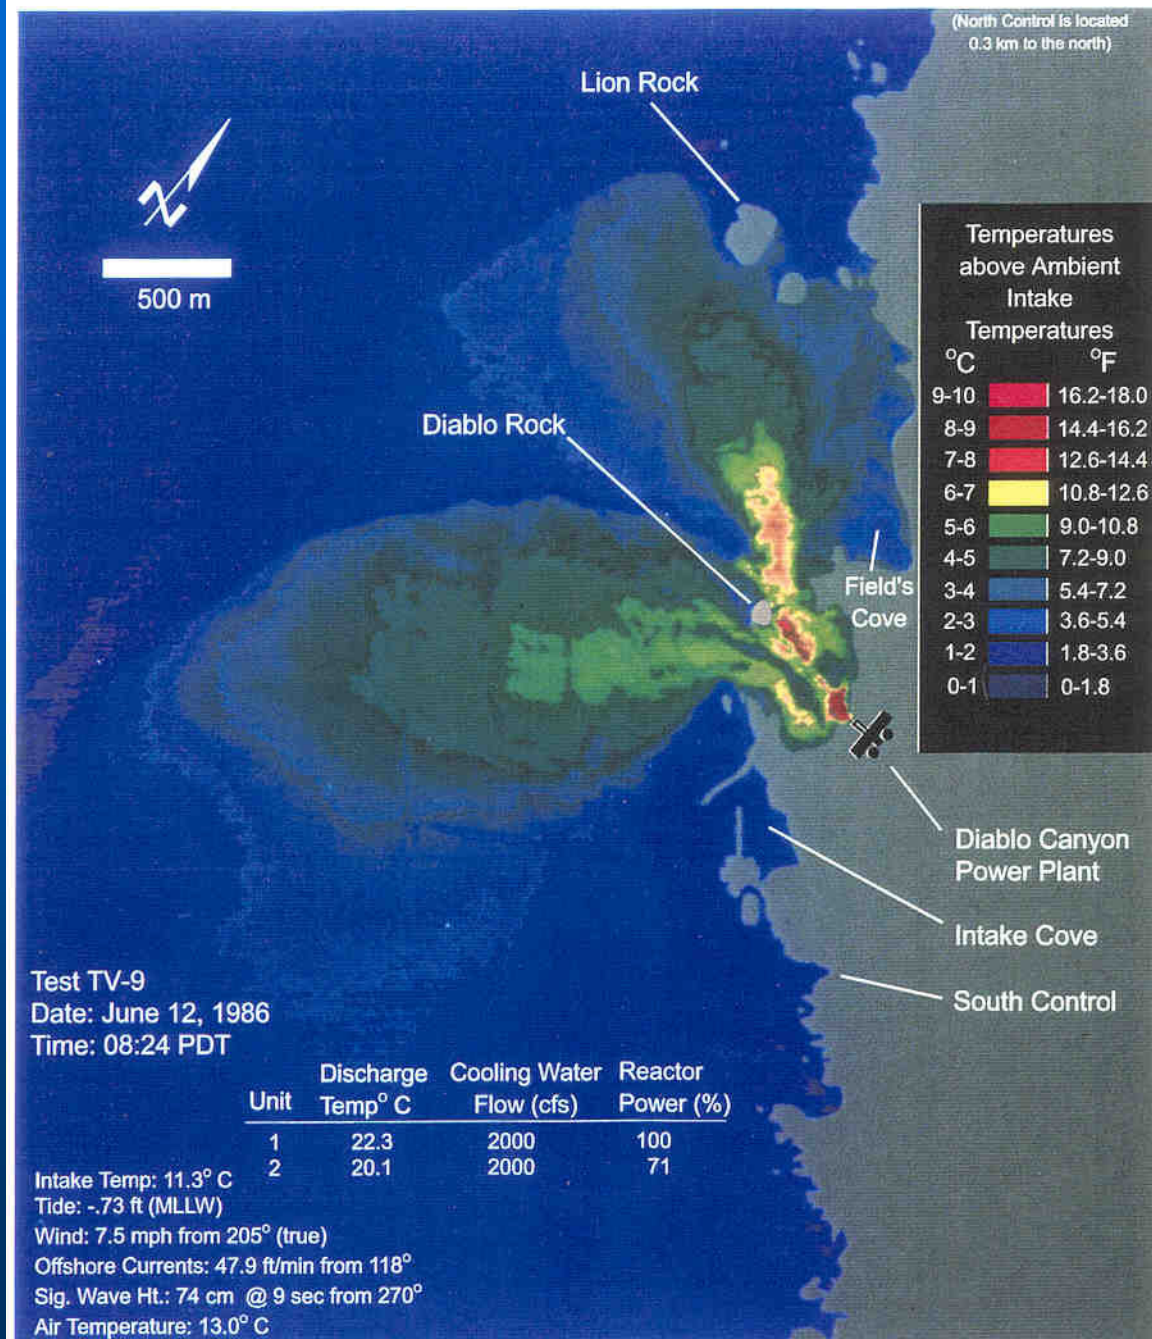 (North Control is located
0.3 km to the north)
Lion Rock
N
500 m
Temperatures
above Ambient
Intake
Temperatures
°C °F
9-10 16.2-18.0
8-9 14.4-16.2
7-8 12.6-14.4
6-7 10.8-12.6
5-6 9.0-10.8
4-5 7.2-9.0
3-4 5.4-7.2
2-3 3.6-5.4
1-2 1.8-3.6
0-1 0-1.8
Diablo Rock
Field's
Cove
Diablo Canyon
Power Plant
Intake Cove
South Control
Test TV-9
Date: June 12, 1986
Time: 08:24 PDT
Discharge Cooling Water Reactor
Unit Temp° C Flow (cfs) Power (%)
1 22.3 2000 100
2 20.1 2000 71
Intake Temp: 11.3° C
Tide: -.73 ft (MLLW)
Wind: 7.5 mph from 205° (true)
Offshore Currents: 47.9 ft/min from 118°
Sig. Wave Ht.: 74 cm @ 9 sec from 270°
Air Temperature: 13.0° C